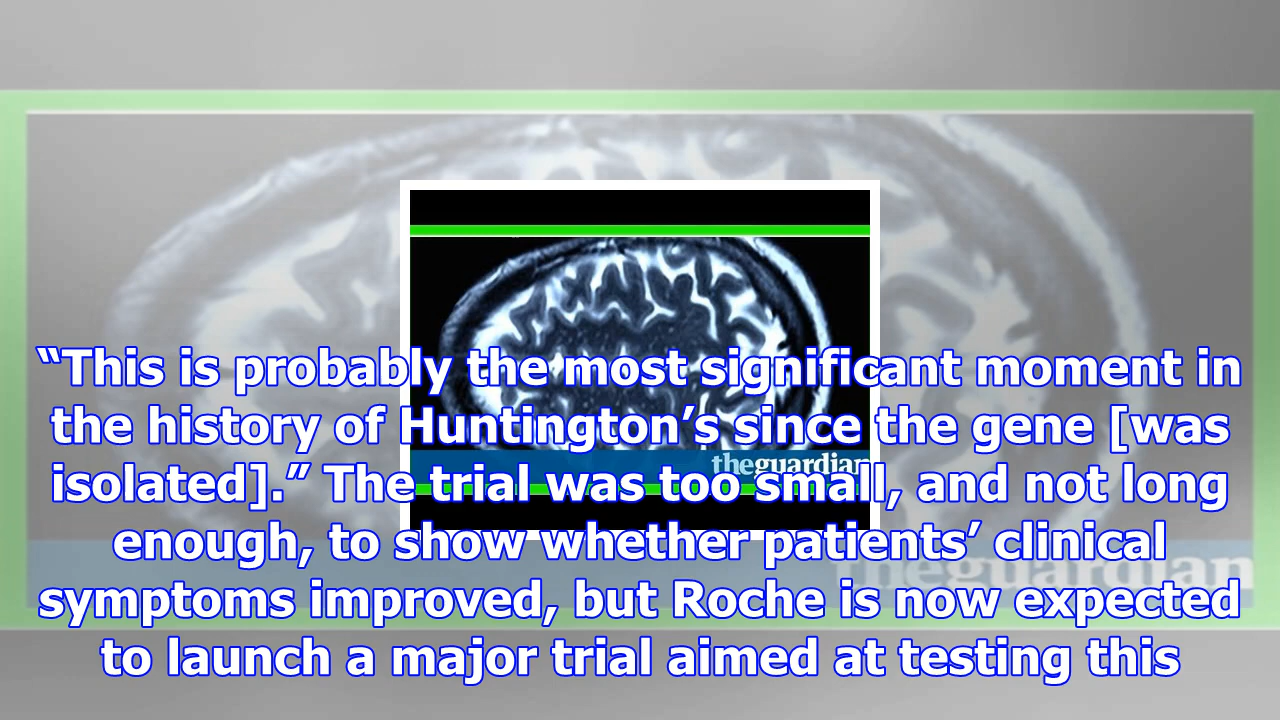 “This is probably the most significant moment in
the history of Huntington’s since the gene [was
theguardian
isolated].” The trial was too small, and not long
enough, to show whether patients’ clinical
theguardian
symptoms improved, but Roche is now expected
to launch a major trial aimed at testing this